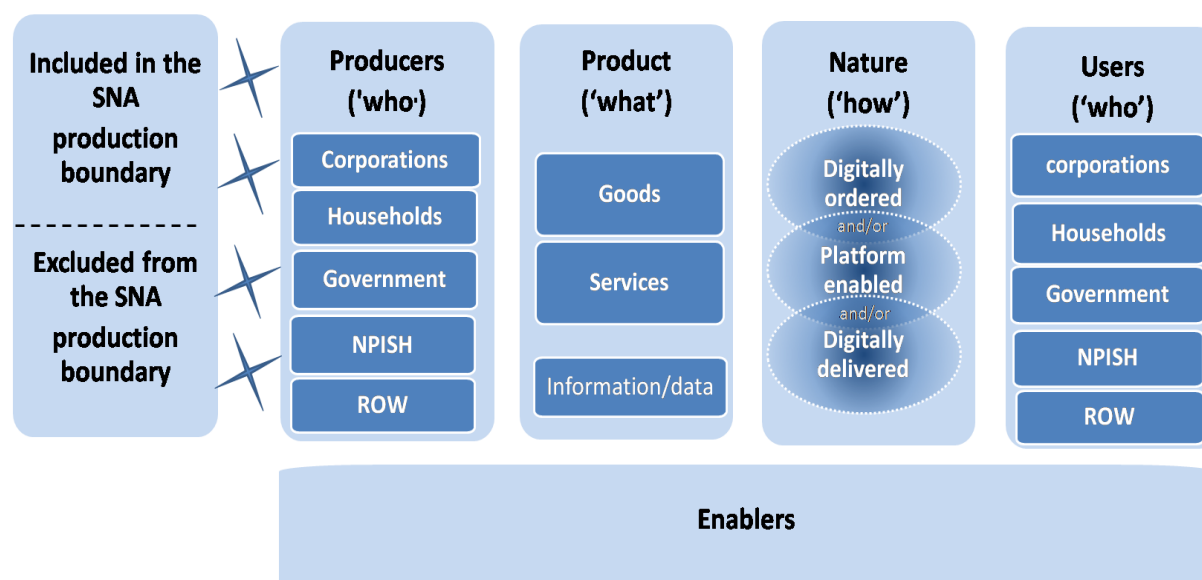 Included in the
SNA
production
boundary
Excluded from
the SNA
production
boundary
Producers
('who')
Corporations
Households
Government
NPISH
ROW
Product
(‘what’)
Goods
Services
Information/data
Nature
(‘how’)
Digitally
ordered
and/or
Platform
enabled
and/or
Digitally
delivered
Users
(‘who’)
corporations
Households
Government
NPISH
ROW
Enablers